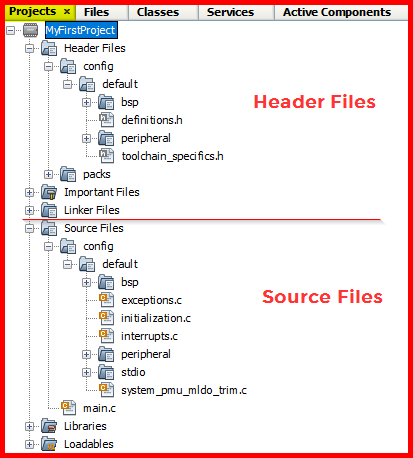 Projects × Files Classes Services Active Components
MyFirstProject
Header Files
config
default
bsp
Header Files
definitions.h
peripheral
toolchain_specifics.h
packs
Important Files
Linker Files
Source Files
config
default
bsp
Source Files
exceptions.c
initialization.c
interrupts.c
peripheral
stdio
system_pmu_mldo_trim.c
main.c
Libraries
Loadables